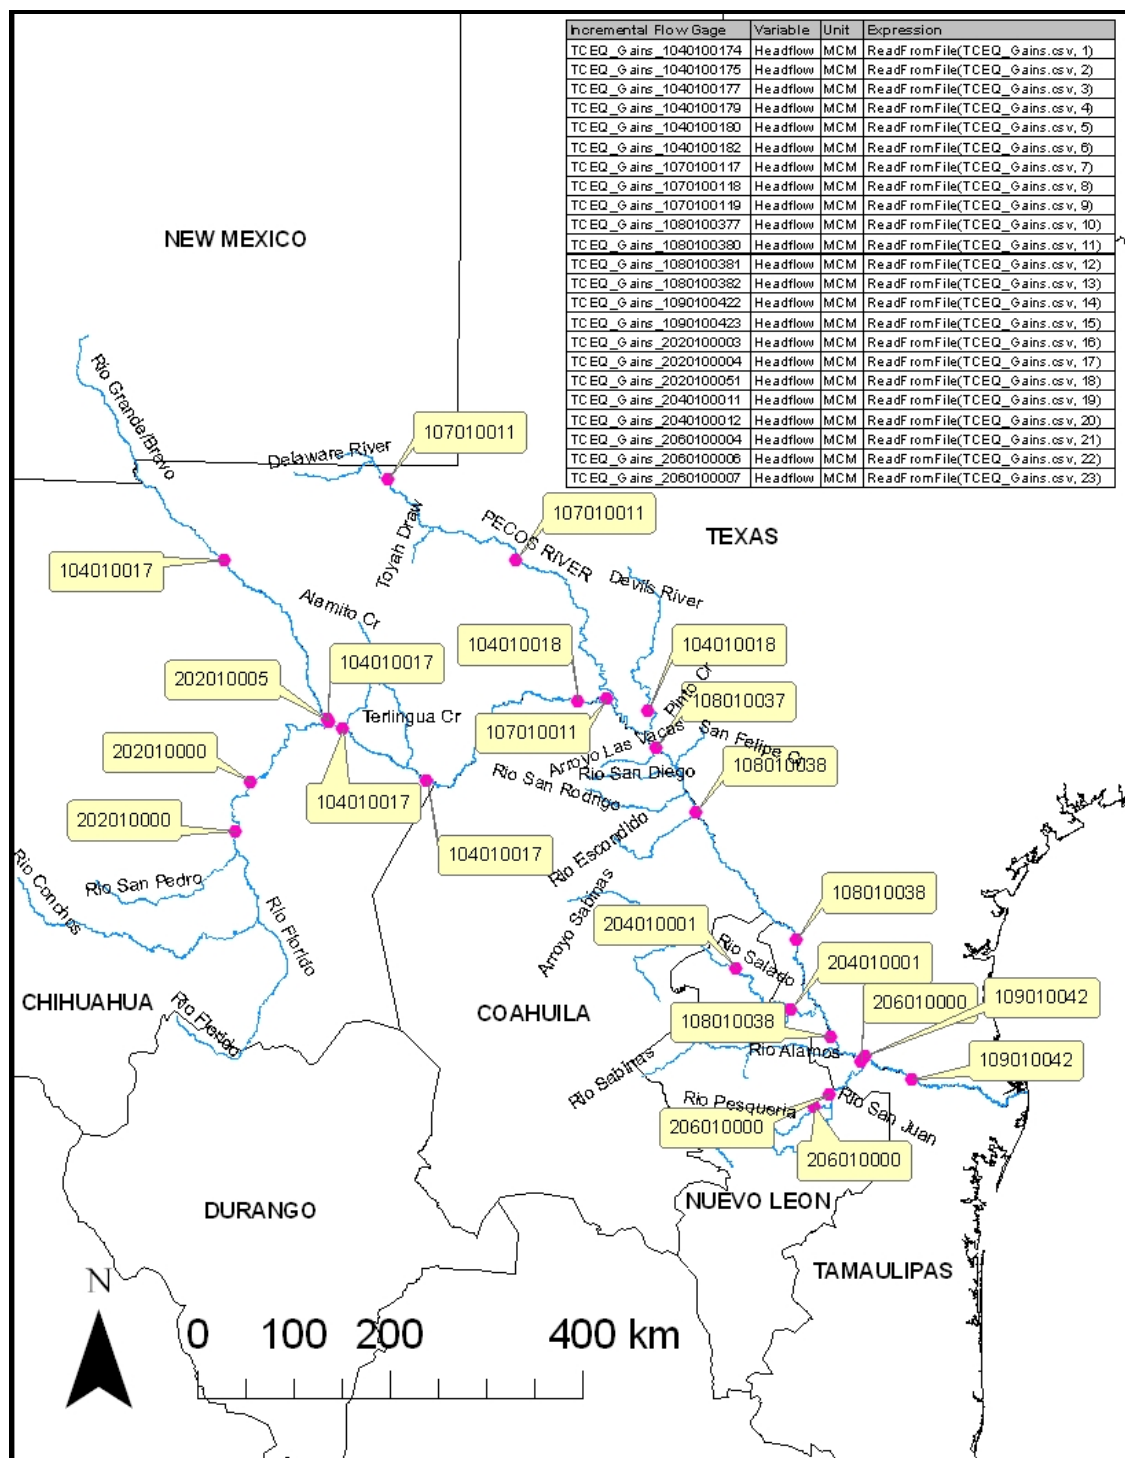 Incremental Flow Gage Variable Unit Expression
TCEQ_Gains_1040100174 Headflow MCM ReadFromFile(TCEQ_Gains.csv, 1)
TCEQ_Gains_1040100175 Headflow MCM ReadFromFile(TCEQ_Gains.csv, 2)
TCEQ_Gains_1040100177 Headflow MCM ReadFromFile(TCEQ_Gains.csv, 3)
TCEQ_Gains_1040100179 Headflow MCM ReadFromFile(TCEQ_Gains.csv, 4)
TCEQ_Gains_1040100180 Headflow MCM ReadFromFile(TCEQ_Gains.csv, 5)
TCEQ_Gains_1040100182 Headflow MCM ReadFromFile(TCEQ_Gains.csv, 6)
TCEQ_Gains_1070100117 Headflow MCM ReadFromFile(TCEQ_Gains.csv, 7)
TCEQ_Gains_1070100118 Headflow MCM ReadFromFile(TCEQ_Gains.csv, 8)
TCEQ_Gains_1070100119 Headflow MCM ReadFromFile(TCEQ_Gains.csv, 9)
TCEQ_Gains_1080100377 Headflow MCM ReadFromFile(TCEQ_Gains.csv, 10)
TCEQ_Gains_1080100380 Headflow MCM ReadFromFile(TCEQ_Gains.csv, 11)
TCEQ_Gains_1080100381 Headflow MCM ReadFromFile(TCEQ_Gains.csv, 12)
TCEQ_Gains_1080100382 Headflow MCM ReadFromFile(TCEQ_Gains.csv, 13)
TCEQ_Gains_1090100422 Headflow MCM ReadFromFile(TCEQ_Gains.csv, 14)
TCEQ_Gains_1090100423 Headflow MCM ReadFromFile(TCEQ_Gains.csv, 15)
TCEQ_Gains_2020100003 Headflow MCM ReadFromFile(TCEQ_Gains.csv, 16)
TCEQ_Gains_2020100004 Headflow MCM ReadFromFile(TCEQ_Gains.csv, 17)
TCEQ_Gains_2020100051 Headflow MCM ReadFromFile(TCEQ_Gains.csv, 18)
TCEQ_Gains_2040100011 Headflow MCM ReadFromFile(TCEQ_Gains.csv, 19)
TCEQ_Gains_2040100012 Headflow MCM ReadFromFile(TCEQ_Gains.csv, 20)
TCEQ_Gains_2060100004 Headflow MCM ReadFromFile(TCEQ_Gains.csv, 21)
TCEQ_Gains_2060100006 Headflow MCM ReadFromFile(TCEQ_Gains.csv, 22)
TCEQ_Gains_2060100007 Headflow MCM ReadFromFile(TCEQ_Gains.csv, 23)
NEW MEXICO
Rio Grande/Bravo
107010011
Delaware River
107010011
Toyah Draw
PECOS RIVER
TEXAS
104010017
Devils River
Alamito Cr
104010017
104010018
104010018
202010005
Pinto Cr
108010037
Terlingua Cr
107010011
Arroyo Las Vacas
San Felipe Cr
202010000
Rio San Diego
108010038
Rio San Rodrigo
104010017
202010000
104010017
Rio Escondido
Rio San Pedro
Rio Conchos
Rio Florido
Arroyo Sabinas
108010038
204010001
Rio Salado
204010001
206010000
109010042
CHIHUAHUA
COAHUILA
Rio Florido
108010038
Rio Alamos
109010042
Rio Sabinas
Rio Pesqueria
Rio San Juan
206010000
206010000
DURANGO
NUEVO LEON
TAMAULIPAS
N
0 100 200 400 km